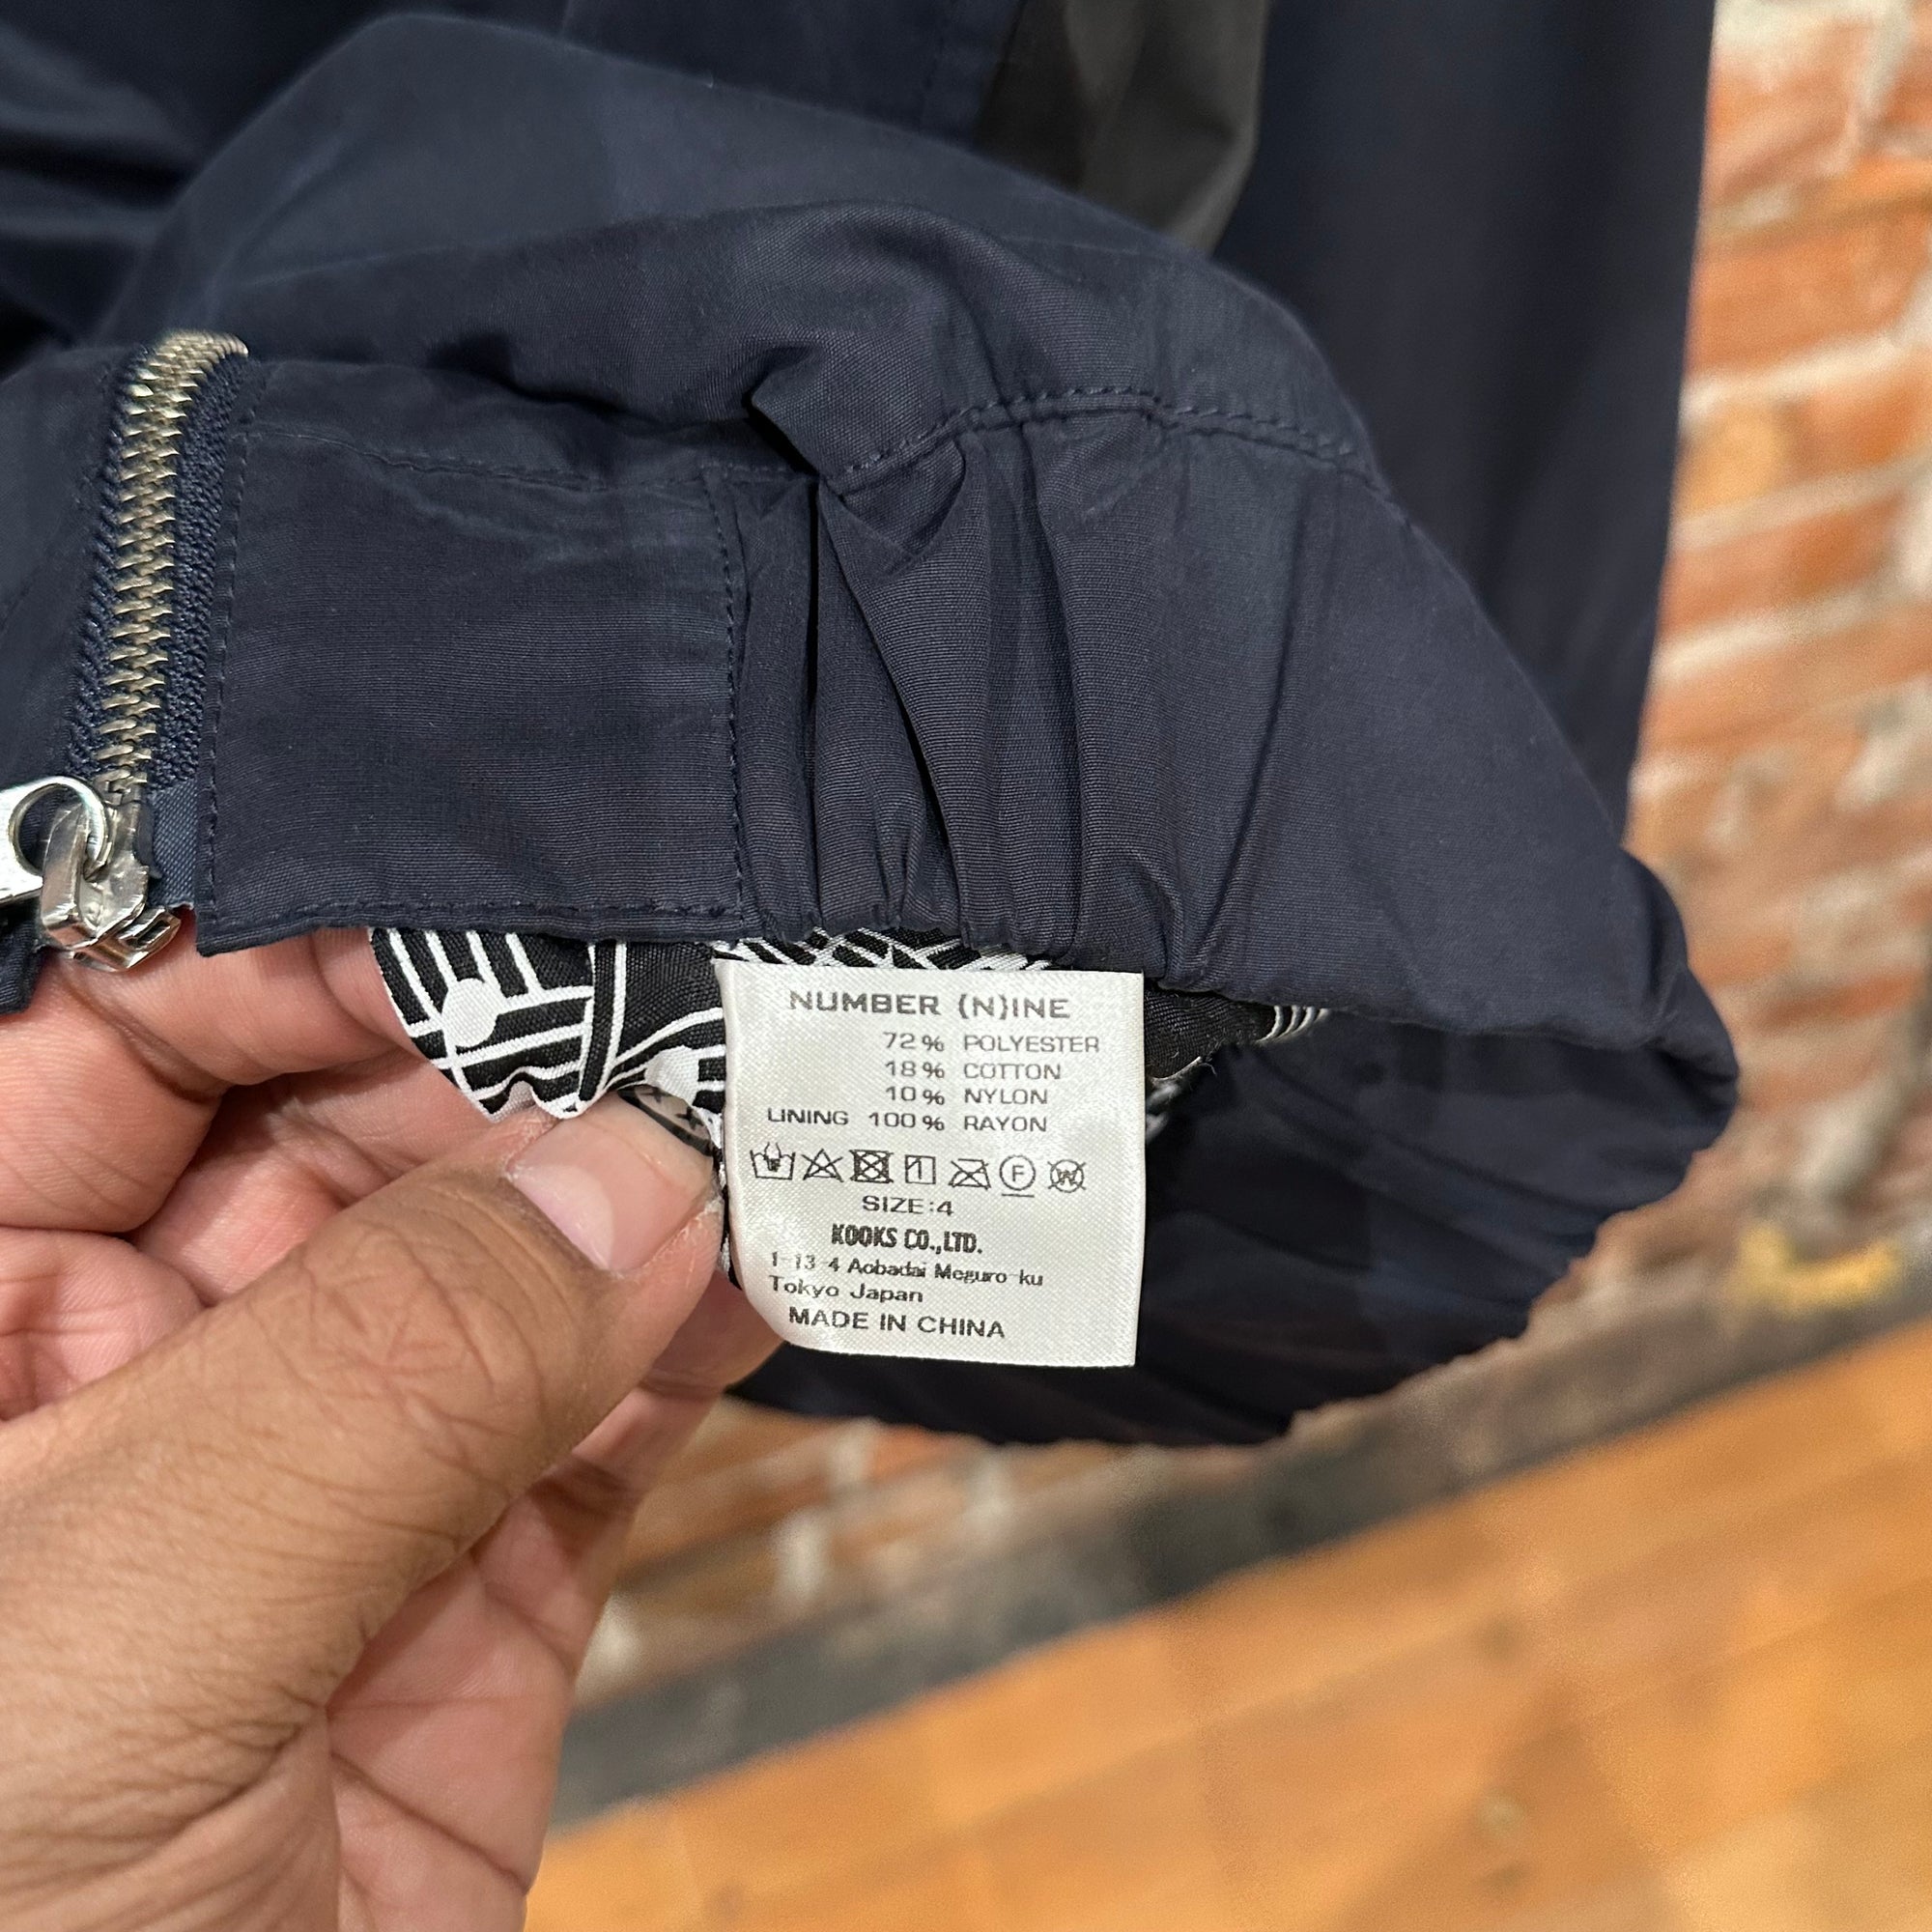 NUMBER (N)INE
72% POLYESTER
18% COTTON
10% NYLON
LINING 100% RAYON
F W
SIZE:4
KOOKS CO.,LTD.
1-13-4 Aobadai Meguro-ku
Tokyo Japan
MADE IN CHINA